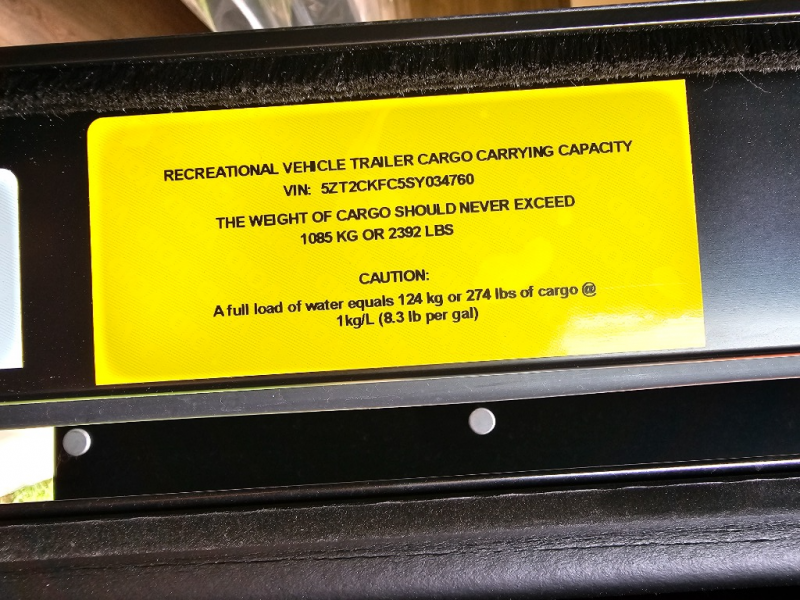 RECREATIONAL VEHICLE TRAILER CARGO CARRYING CAPACITY
VIN: 5ZT2CKFC5SY034760
THE WEIGHT OF CARGO SHOULD NEVER EXCEED
1085 KG OR 2392 LBS
CAUTION:
A full load of water equals 124 kg or 274 lbs of cargo @
1kg/L (8.3 lb per gal)